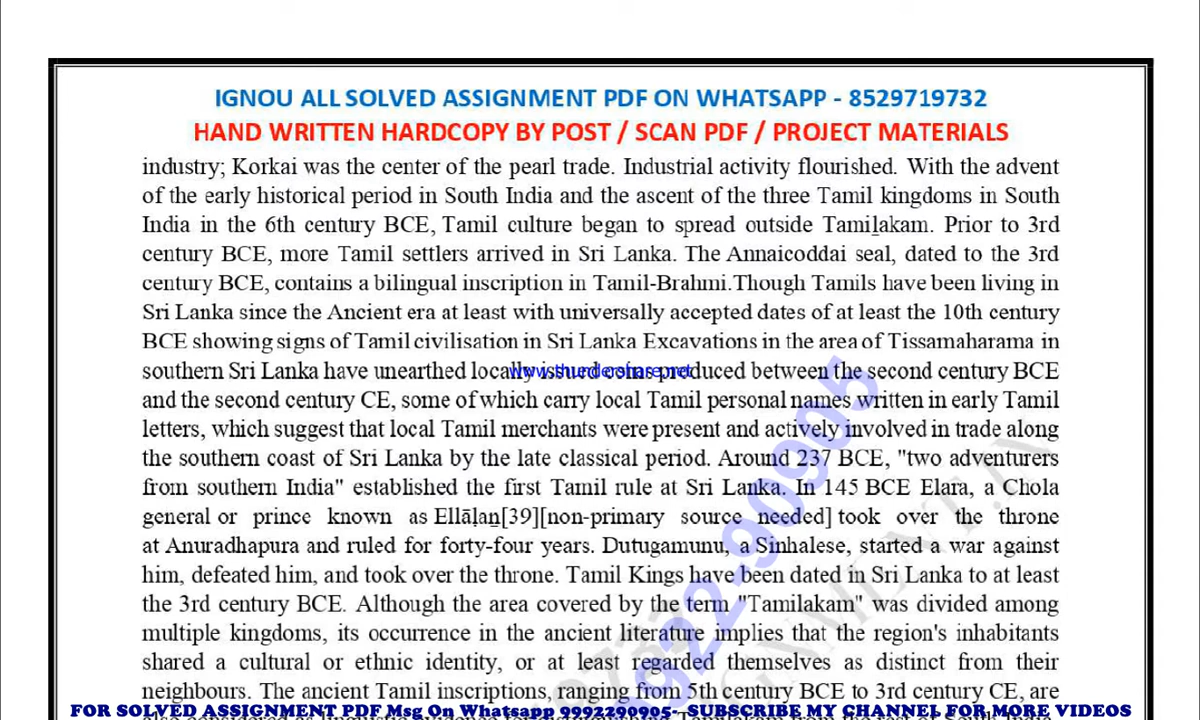 IGNOU ALL SOLVED ASSIGNMENT PDF ON WHATSAPP - 8529719732
HAND WRITTEN HARDCOPY BY POST / SCAN PDF / PROJECT MATERIALS
industry; Korkai was the center of the pearl trade. Industrial activity flourished. With the advent
of the early historical period in South India and the ascent of the three Tamil kingdoms in South
India in the 6th century BCE, Tamil culture began to spread outside Tamiḻakam. Prior to 3rd
century BCE, more Tamil settlers arrived in Sri Lanka. The Annaicoddai seal, dated to the 3rd
century BCE, contains a bilingual inscription in Tamil-Brahmi.Though Tamils have been living in
Sri Lanka since the Ancient era at least with universally accepted dates of at least the 10th century
BCE showing signs of Tamil civilisation in Sri Lanka Excavations in the area of Tissamaharama in
southern Sri Lanka have unearthed locally issued coins produced between the second century BCE
and the second century CE, some of which carry local Tamil personal names written in early Tamil
letters, which suggest that local Tamil merchants were present and actively involved in trade along
the southern coast of Sri Lanka by the late classical period. Around 237 BCE, "two adventurers
from southern India" established the first Tamil rule at Sri Lanka. In 145 BCE Elara, a Chola
general or prince known as Ellāḷaṉ[39][non-primary source needed] took over the throne
at Anuradhapura and ruled for forty-four years. Dutugamunu, a Sinhalese, started a war against
him, defeated him, and took over the throne. Tamil Kings have been dated in Sri Lanka to at least
the 3rd century BCE. Although the area covered by the term "Tamilakam" was divided among
multiple kingdoms, its occurrence in the ancient literature implies that the region's inhabitants
shared a cultural or ethnic identity, or at least regarded themselves as distinct from their
neighbours. The ancient Tamil inscriptions, ranging from 5th century BCE to 3rd century CE, are
FOR SOLVED ASSIGNMENT PDF Msg On Whatsapp 9992290905- SUBSCRIBE MY CHANNEL FOR MORE VIDEOS